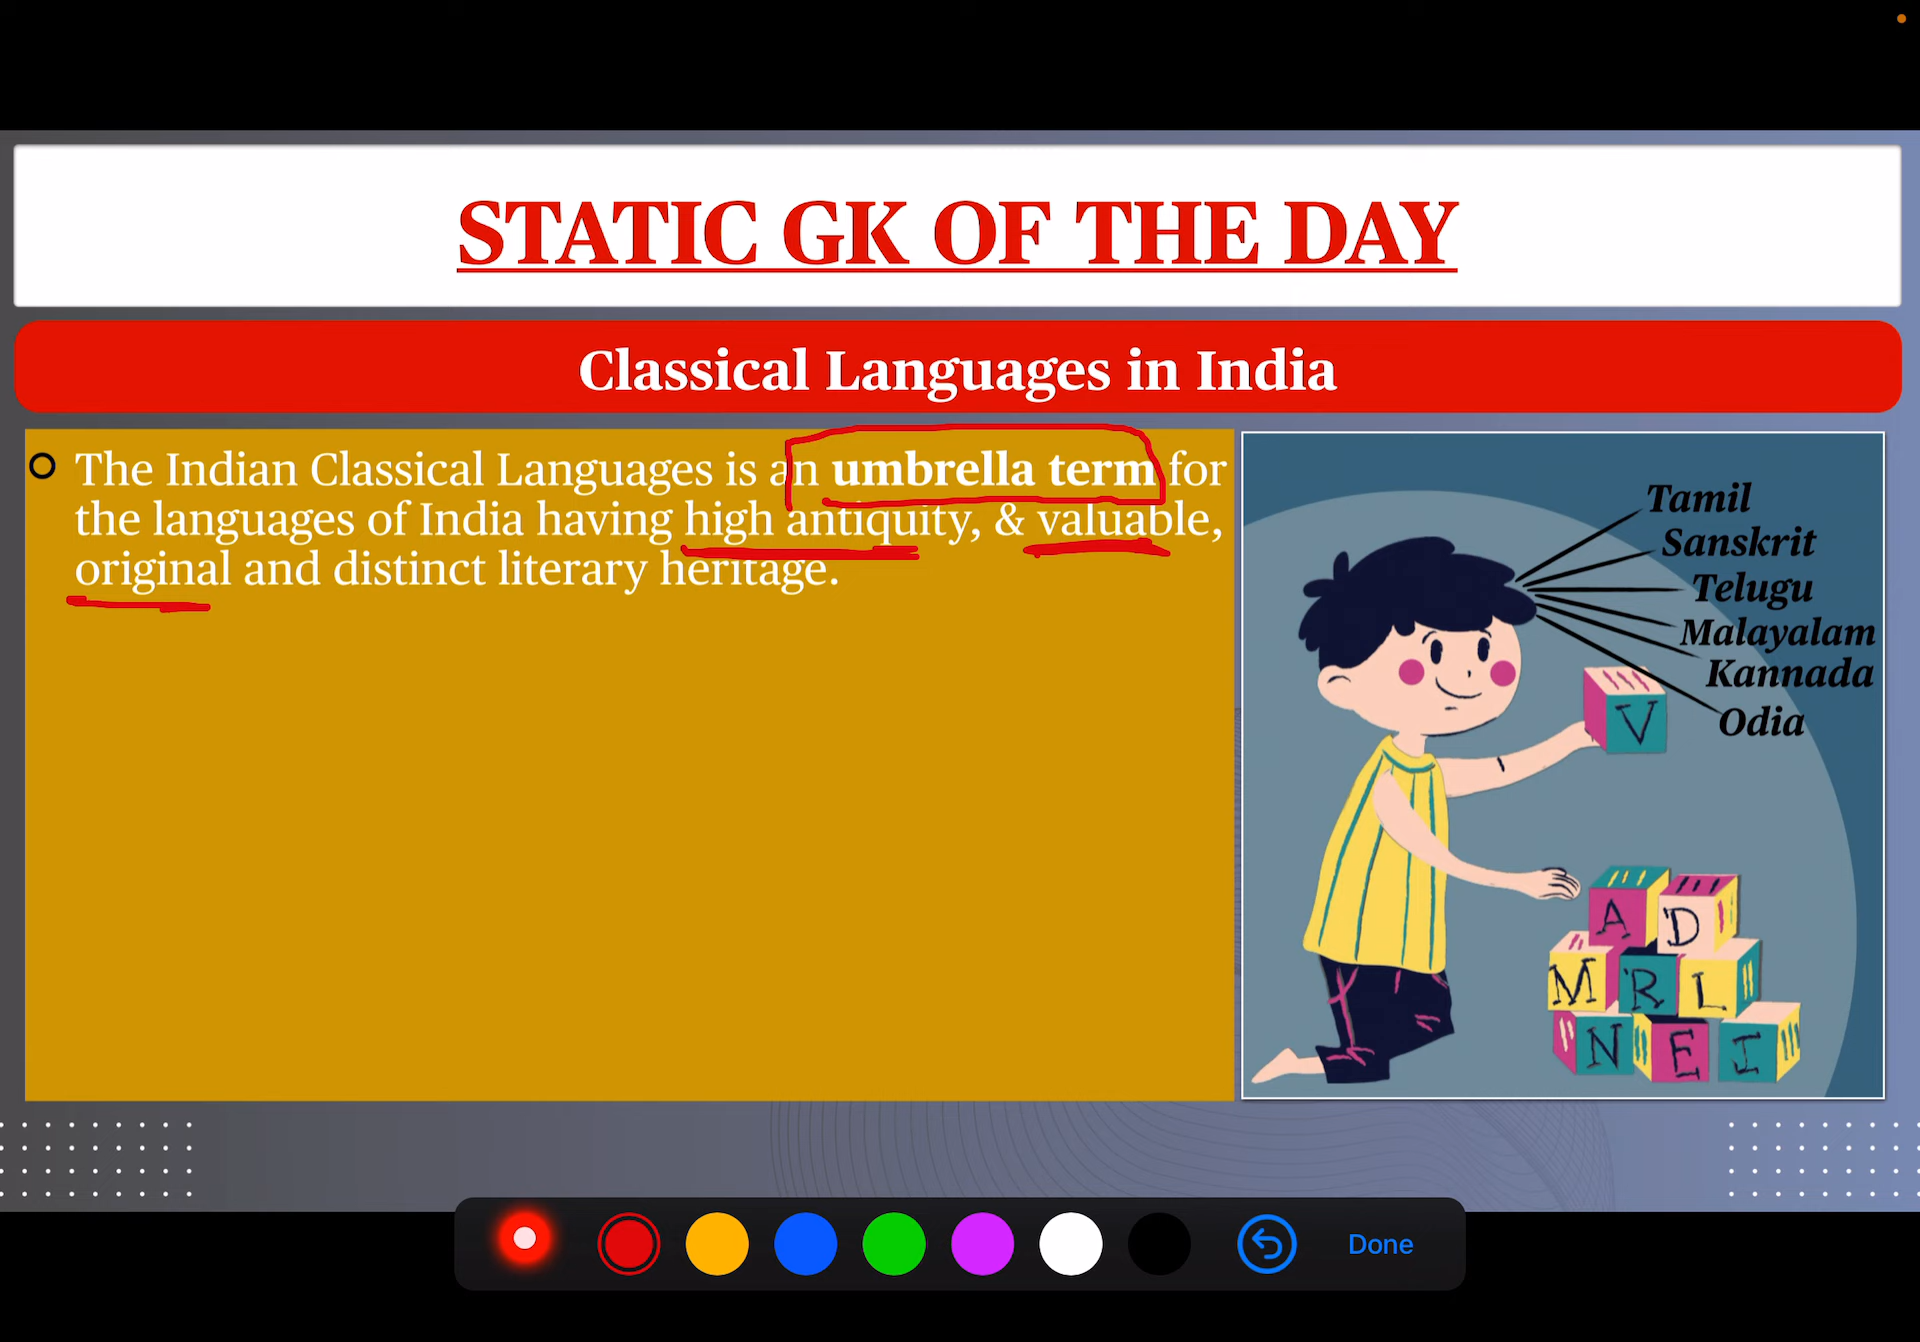 STATIC GK OF THE DAY
Classical Languages in India
The Indian Classical Languages is an umbrella term for
the languages of India having high antiquity, & valuable,
original and distinct literary heritage.
Tamil
Sanskrit
Telugu
Malayalam
Kannada
Odia
V
A D
M R L
N E I
Done